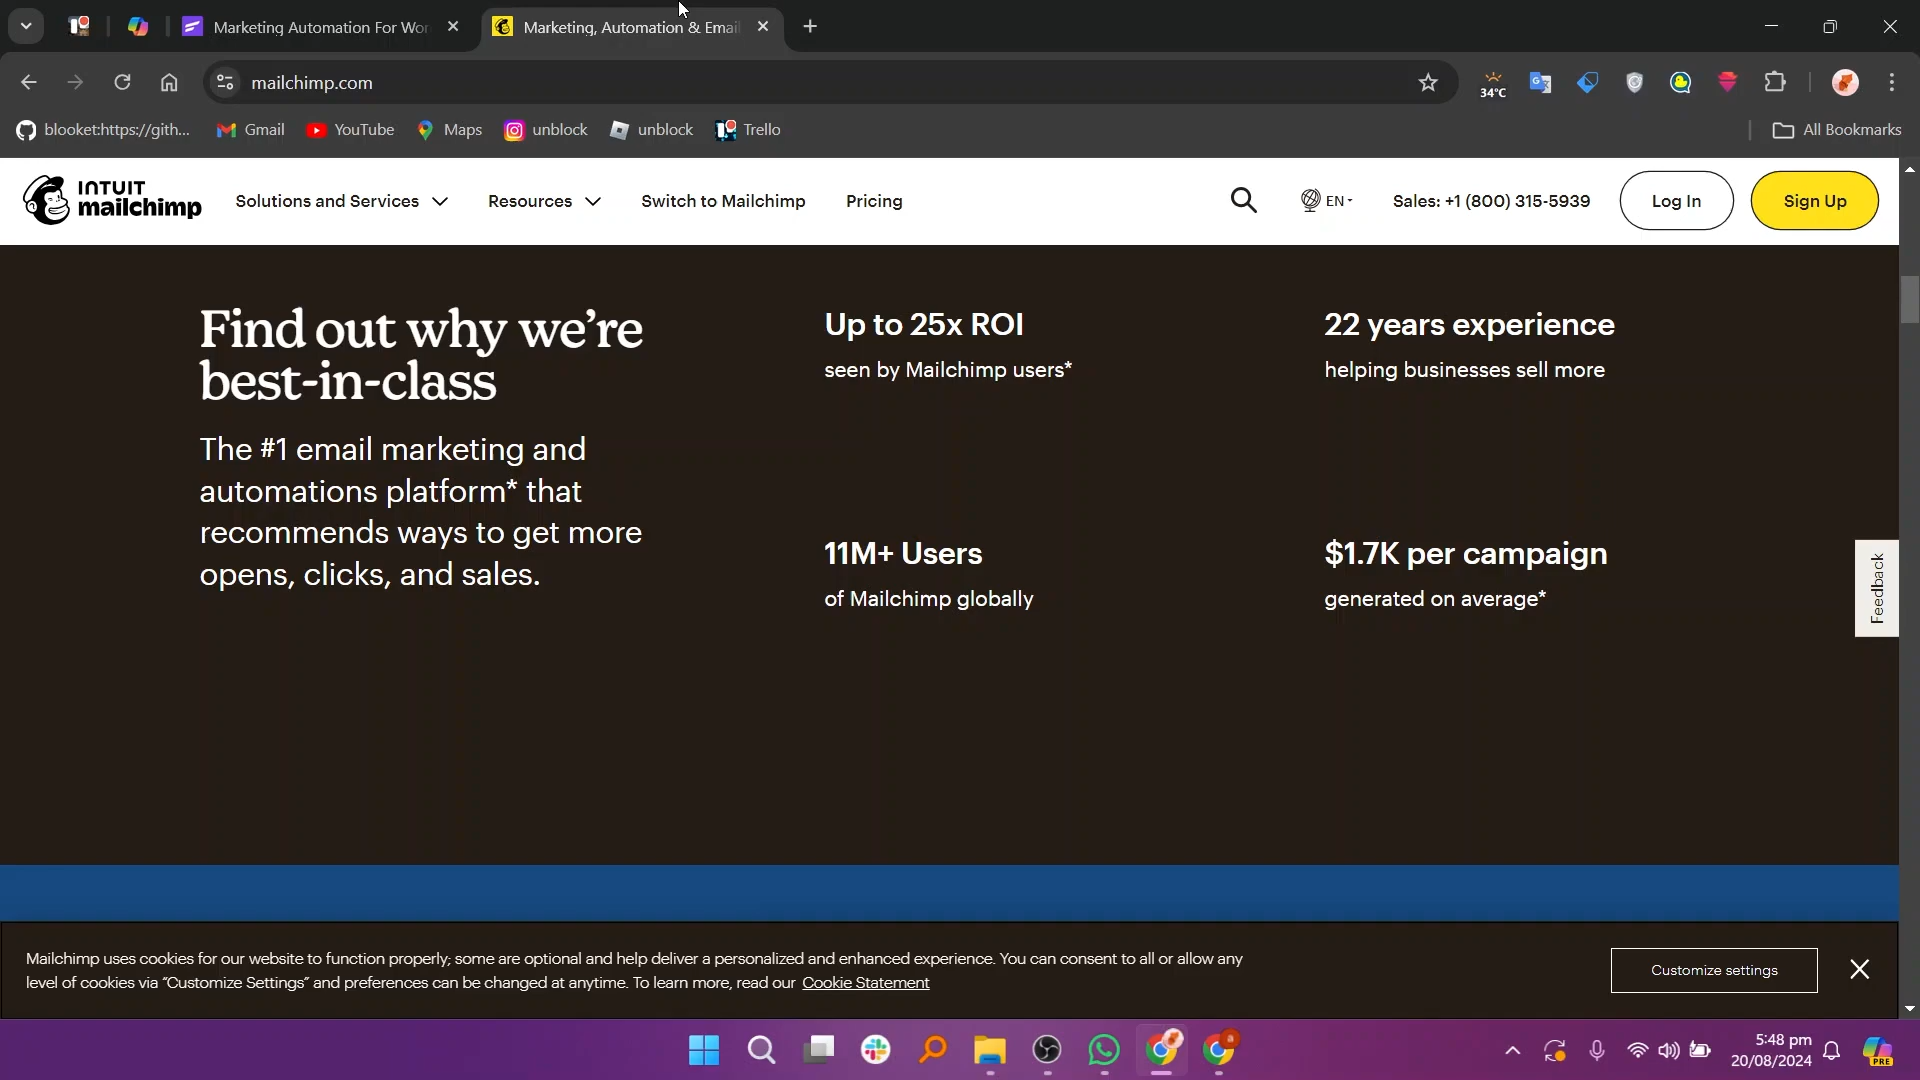 Marketing Automation For Wor
Marketing, Automation & Email
mailchimp.com
34°C
blooket:https://gith...
Gmail
YouTube
Maps
unblock
unblock
Trello
All Bookmarks
INTUIT
mailchimp
Solutions and Services
Resources
Switch to Mailchimp
Pricing
EN
Sales: +1 (800) 315-5939
Log In
Sign Up
Find out why we're
best-in-class
The #1 email marketing and
automations platform* that
recommends ways to get more
opens, clicks, and sales.
Up to 25x ROI
seen by Mailchimp users*
22 years experience
helping businesses sell more
11M+ Users
of Mailchimp globally
$1.7K per campaign
generated on average*
Feedback
Mailchimp uses cookies for our website to function properly; some are optional and help deliver a personalized and enhanced experience. You can consent to all or allow any
level of cookies via “Customize Settings” and preferences can be changed at anytime. To learn more, read our Cookie Statement
Customize settings
5:48 pm
20/08/2024
PRE